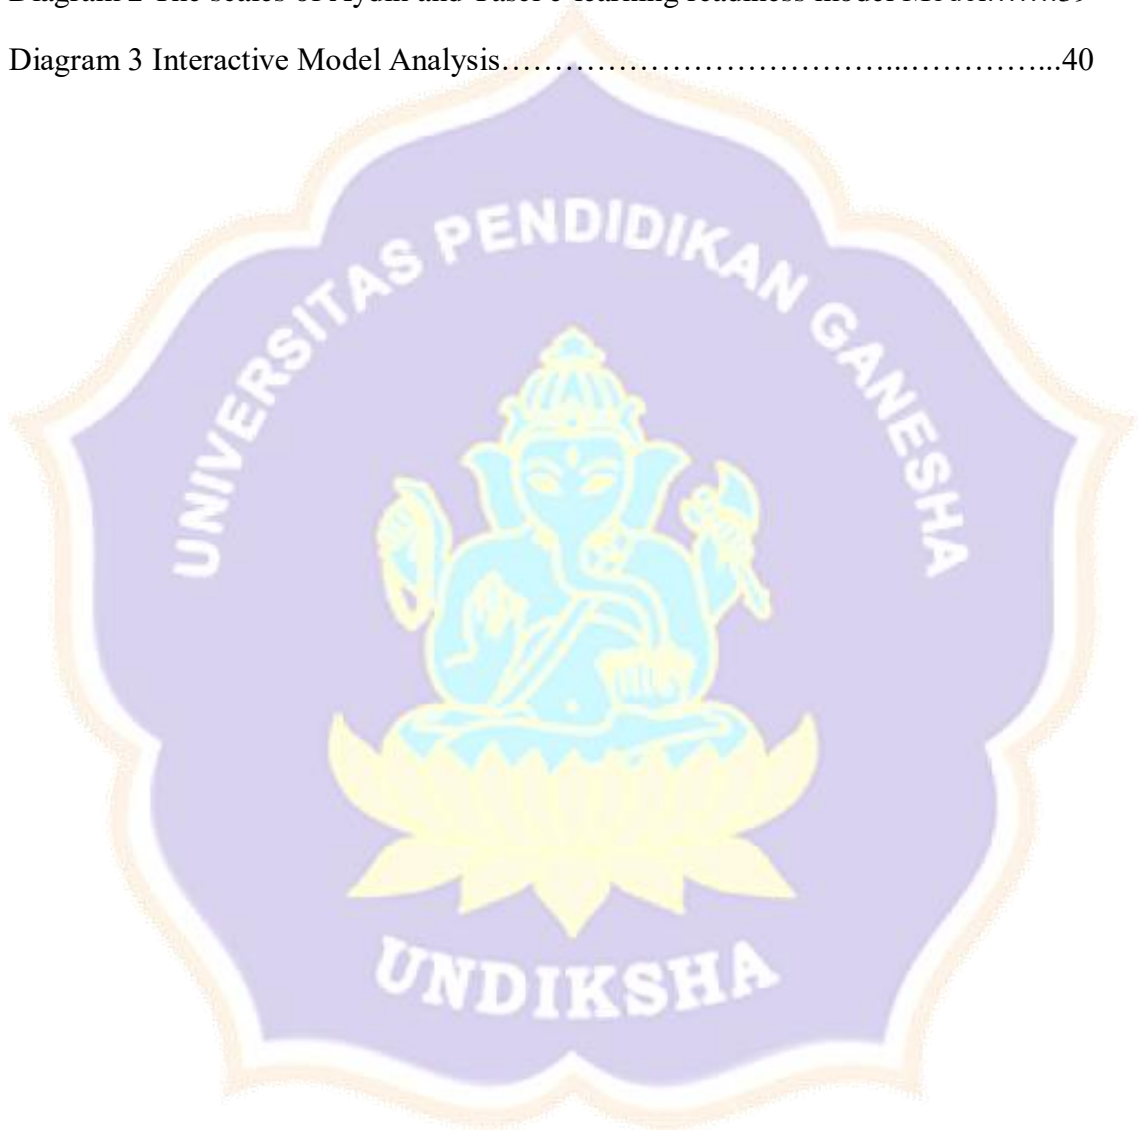 Diagram 3 Interactive Model Analysis…………………………………...…………...40
UNIVERSITAS PENDIDIKAN GANESHA
UNDIKSHA